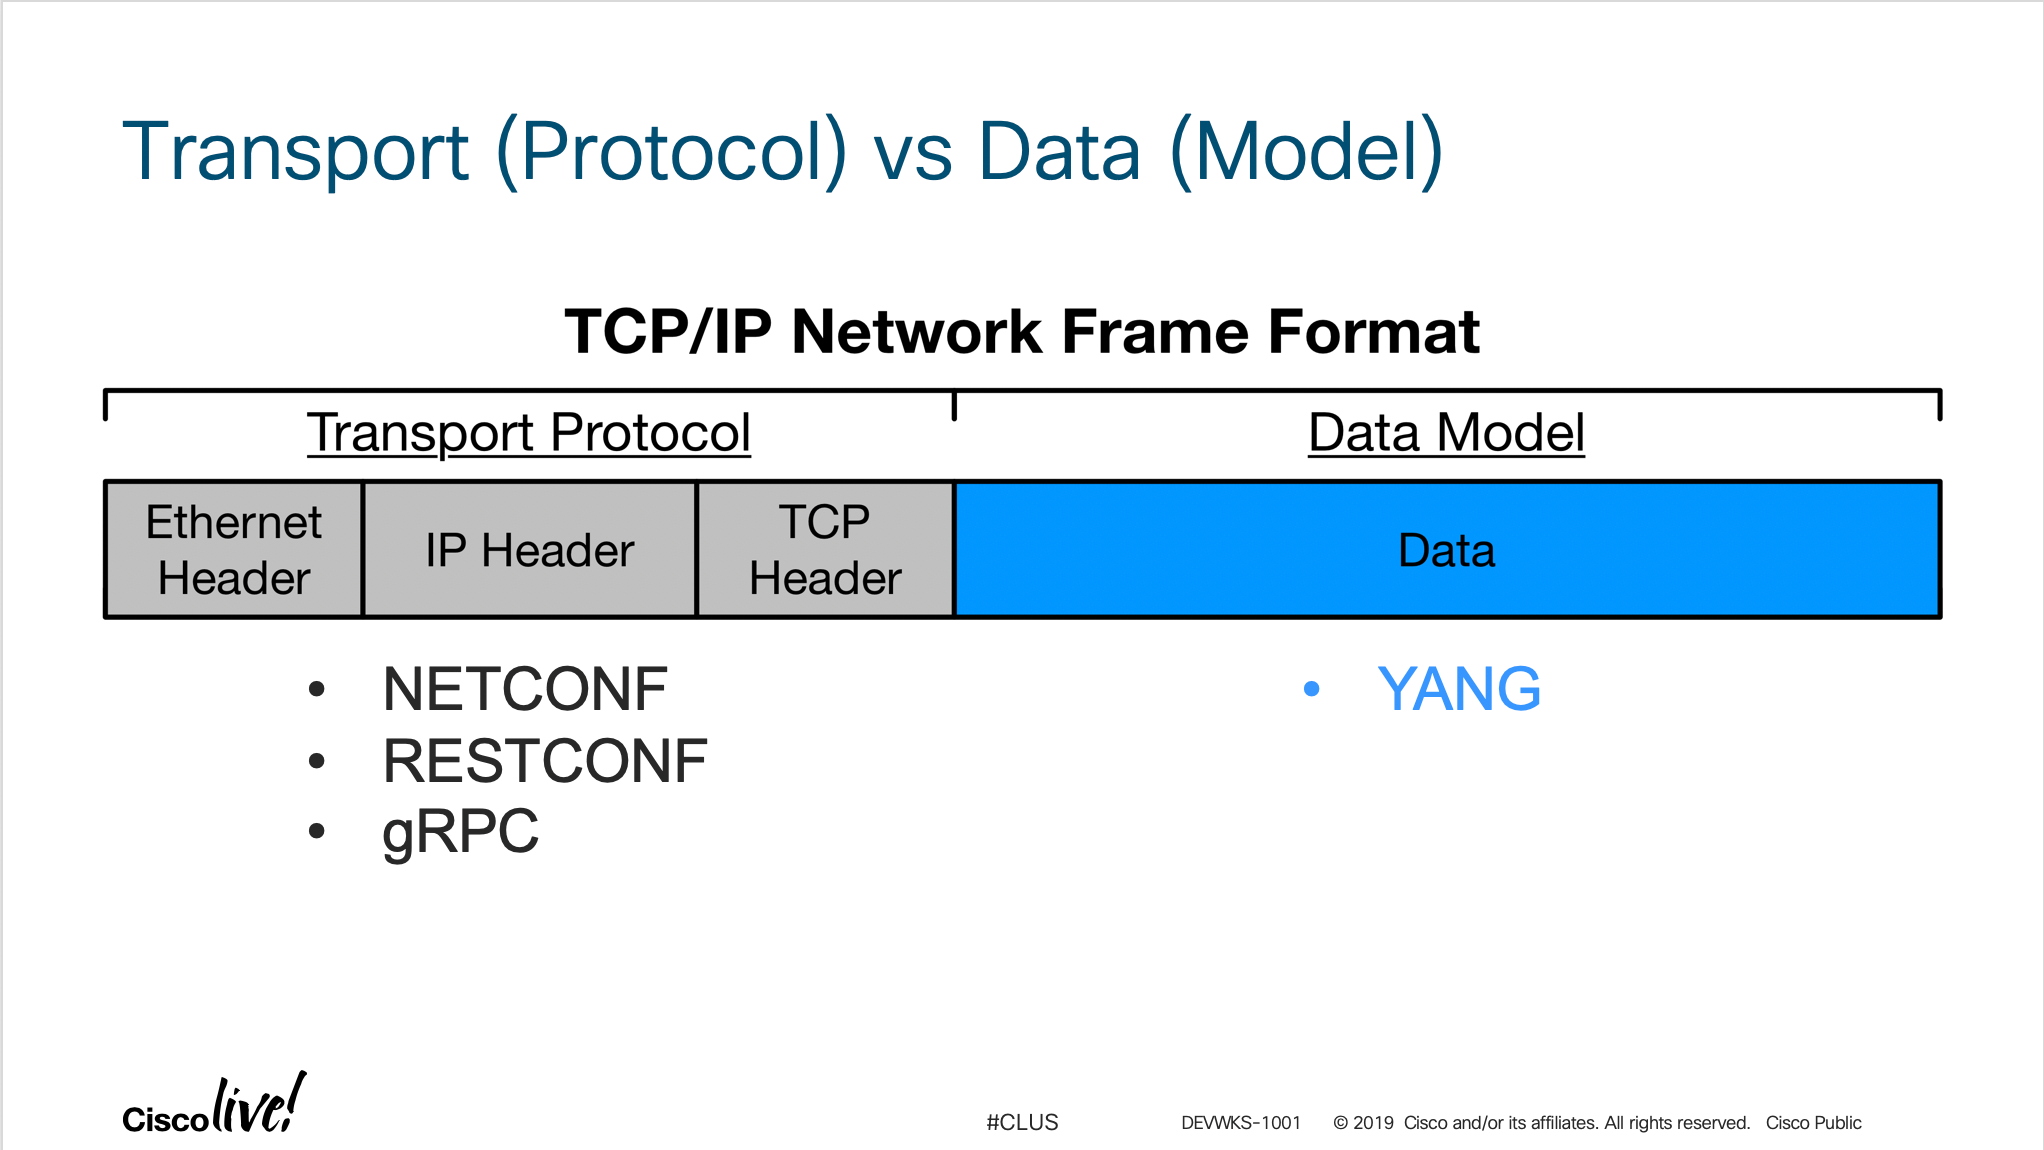 Transport (Protocol) vs Data (Model)
TCP/IP Network Frame Format
Transport Protocol
Data Model
Ethernet
Header
IP Header
TCP
Header
Data
• NETCONF
• RESTCONF
• gRPC
• YANG
Cisco live!
#CLUS
DEVWKS-1001
© 2019 Cisco and/or its affiliates. All rights reserved. Cisco Public